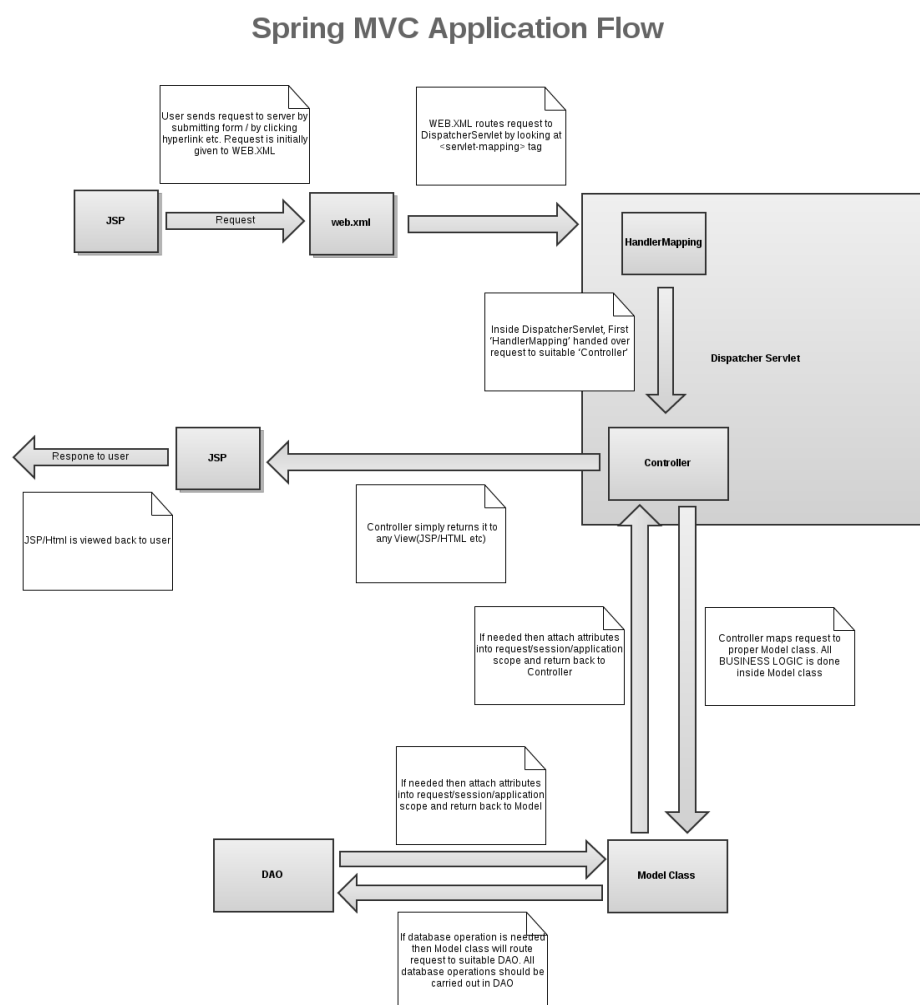 Spring MVC Application Flow
User sends request to server by
submitting form / by clicking
hyperlink etc. Request is initially
given to WEB.XML
WEB.XML routes request to
DispatcherServlet by looking at
<servlet-mapping> tag
JSP
Request
web.xml
HandlerMapping
Inside DispatcherServlet, First
'HandlerMapping' handed over
request to suitable 'Controller'
Dispatcher Servlet
Respone to user
JSP
Controller
JSP/Html is viewed back to user
Controller simply returns it to
any View(JSP/HTML etc)
If needed then attach attributes
into request/session/application
scope and return back to
Controller
Controller maps request to
proper Model class. All
BUSINESS LOGIC is done
inside Model class
If needed then attach attributes
into request/session/application
scope and return back to Model
DAO
Model Class
If database operation is needed
then Model class will route
request to suitable DAO. All
database operations should be
carried out in DAO